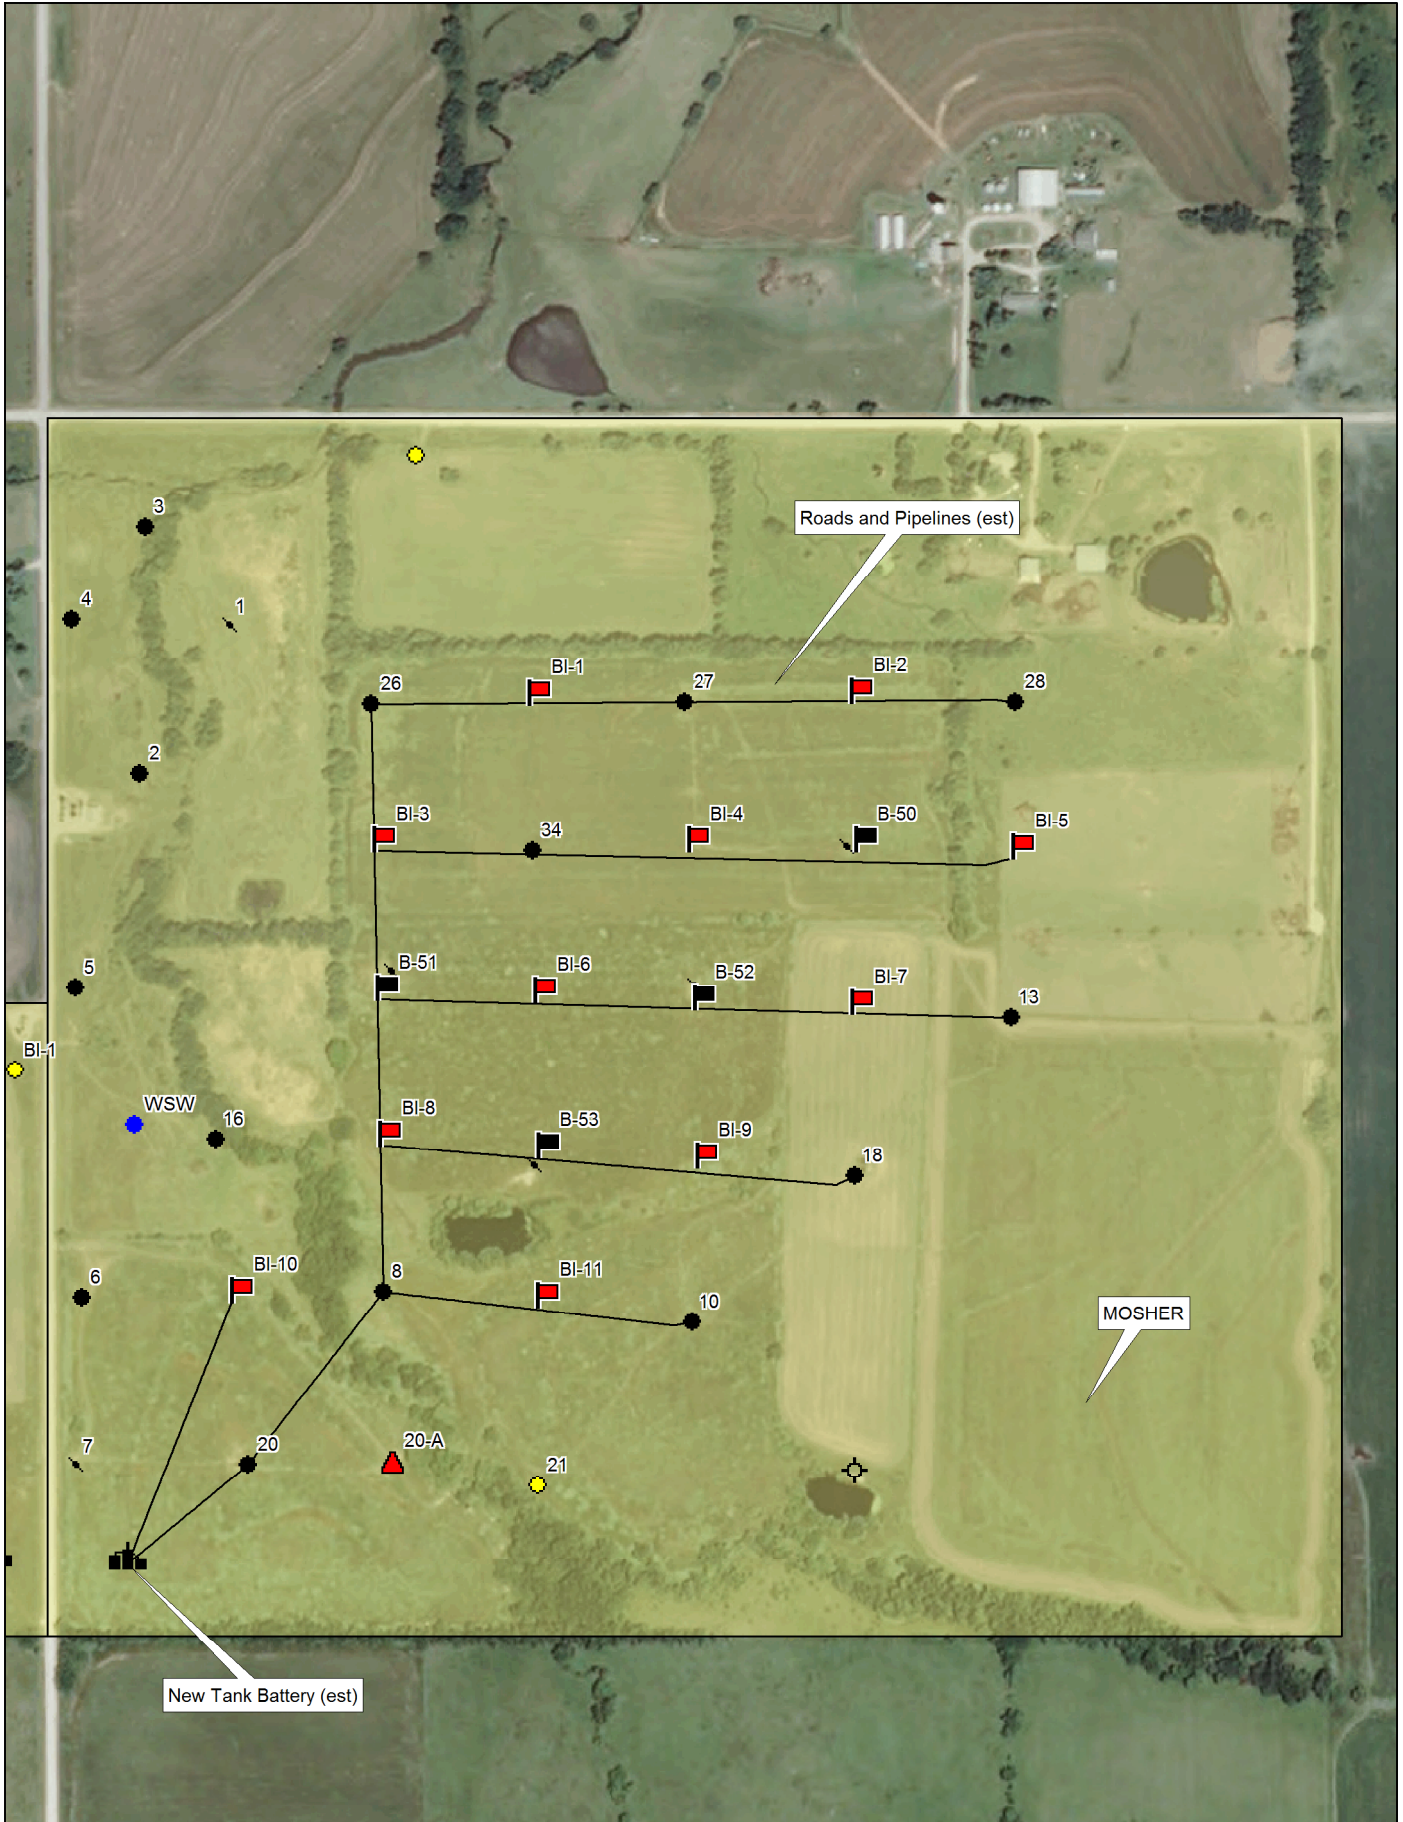 3
Roads and Pipelines (est)
4
1
BI-1
BI-2
26
27
28
2
BI-3
34
BI-4
B-50
BI-5
5
B-51
BI-6
B-52
BI-7
13
BI-1
WSW
16
BI-8
B-53
BI-9
18
6
BI-10
8
BI-11
10
MOSHER
7
20
20-A
21
New Tank Battery (est)